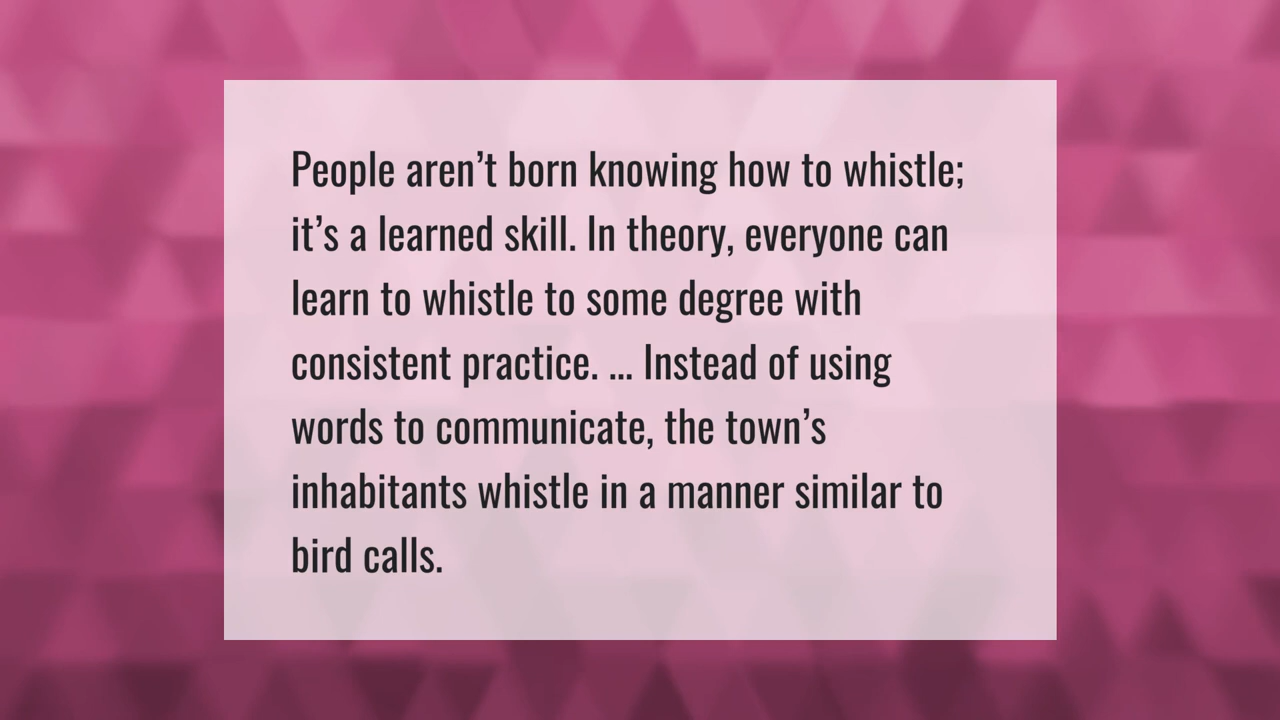 People aren’t born knowing how to whistle;
it’s a learned skill. In theory, everyone can
learn to whistle to some degree with
consistent practice. ... Instead of using
words to communicate, the town’s
inhabitants whistle in a manner similar to
bird calls.